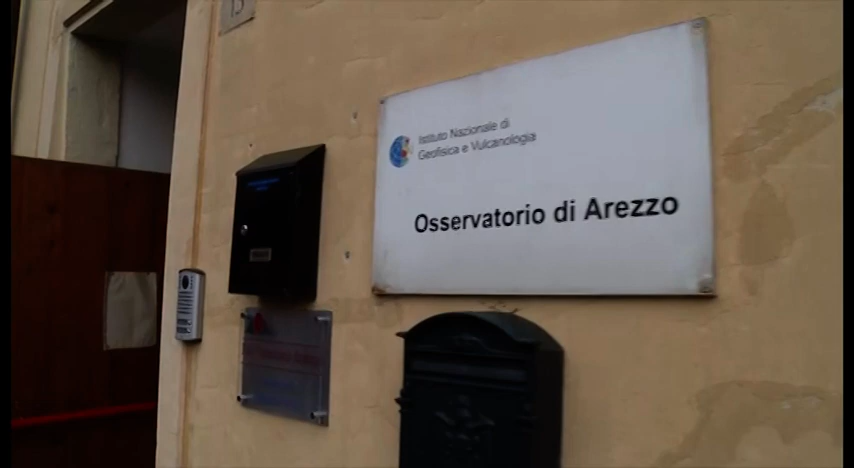 Istituto Nazionale di
Geofisica e Vulcanologia
Osservatorio di Arezzo